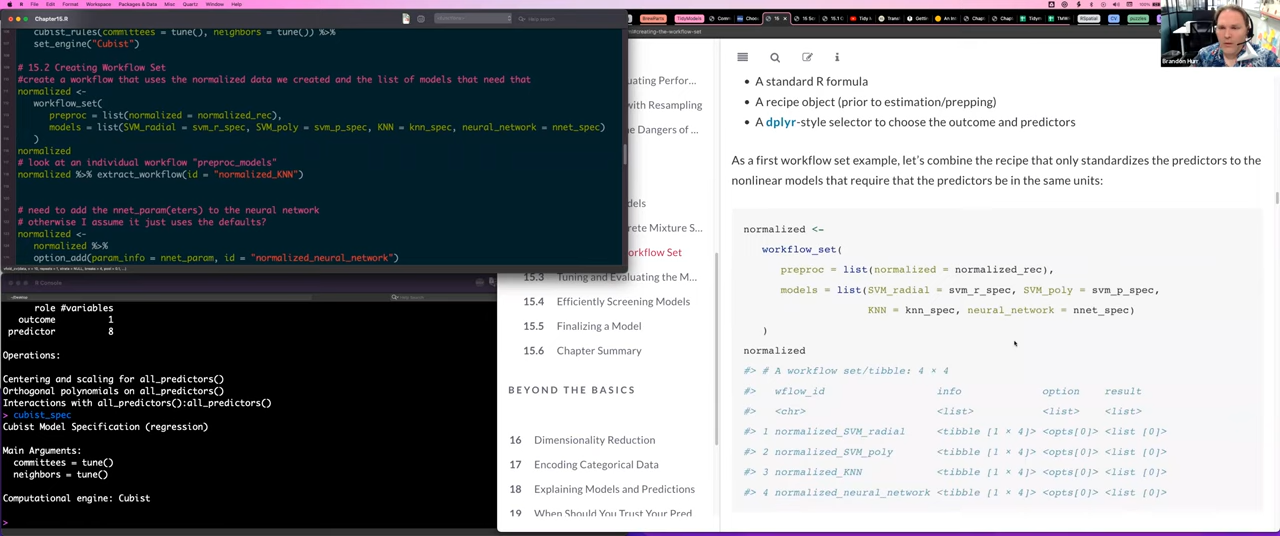 Workspace Packages & Data Misc Quartz Window Help
Chapter15.R
cubist_rules(committees = tune(), neighbors = tune()) %>%
set_engine("Cubist")
# 15.2 Creating Workflow Set
#create a workflow that uses the normalized data we created and the list of models that need that
normalized <-
workflow_set(
preproc = list(normalized = normalized_rec),
models = list(SVM_radial = svm_r_spec, SVM_poly = svm_p_spec, KNN = knn_spec, neural_network = nnet_spec)
)
normalized
# look at an individual workflow "preproc_models"
normalized %>% extract_workflow(id = "normalized_KNN")
# need to add the nnet_param(eters) to the neural network
# otherwise I assume it just uses the defaults?
normalized <-
normalized %>%
option_add(param_info = nnet_param, id = "normalized_neural_network")
R Console
role #variables
outcome 1
predictor 8
Operations:
Centering and scaling for all_predictors()
Orthogonal polynomials on all_predictors()
Interactions with all_predictors():all_predictors()
> cubist_spec
Cubist Model Specification (regression)
Main Arguments:
committees = tune()
neighbors = tune()
Computational engine: Cubist
>
uating Perfor...
with Resampling
the Dangers of ...
dels
crete Mixture S...
orkflow Set
15.3 Tuning and Evaluating the M...
15.4 Efficiently Screening Models
15.5 Finalizing a Model
15.6 Chapter Summary
BEYOND THE BASICS
16 Dimensionality Reduction
17 Encoding Categorical Data
18 Explaining Models and Predictions
19 When Should You Trust Your Pred
• A standard R formula
• A recipe object (prior to estimation/prepping)
• A dplyr-style selector to choose the outcome and predictors
As a first workflow set example, let's combine the recipe that only standardizes the predictors to the
nonlinear models that require that the predictors be in the same units:
normalized <-
workflow_set(
preproc = list(normalized = normalized_rec),
models = list(SVM_radial = svm_r_spec, SVM_poly = svm_p_spec,
KNN = knn_spec, neural_network = nnet_spec)
)
normalized
#> # A workflow set/tibble: 4 × 4
#> wflow_id info option result
#> <chr> <list> <list> <list>
#> 1 normalized_SVM_radial <tibble [1 × 4]> <opts[0]> <list [0]>
#> 2 normalized_SVM_poly <tibble [1 × 4]> <opts[0]> <list [0]>
#> 3 normalized_KNN <tibble [1 × 4]> <opts[0]> <list [0]>
#> 4 normalized_neural_network <tibble [1 × 4]> <opts[0]> <list [0]>
Brandon Hurr